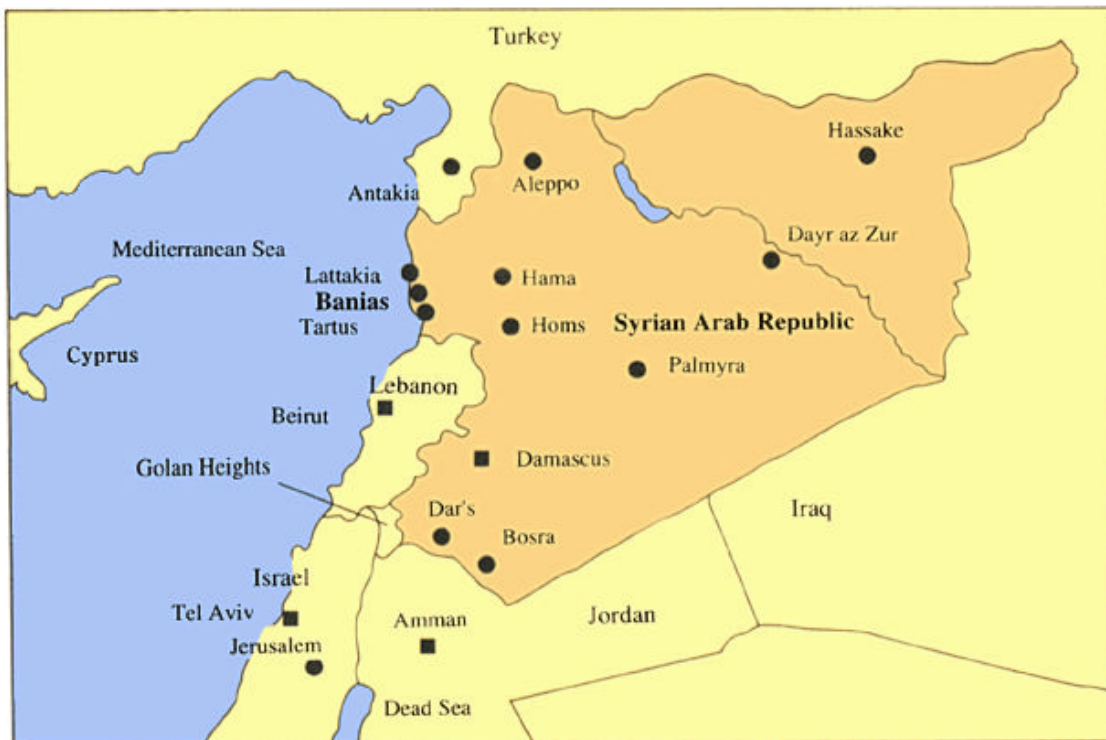 Turkey
Hassake
Aleppo
Antakia
Dayr az Zur
Mediterranean Sea
Lattakia
Hama
Banias
Syrian Arab Republic
Tartus
Homs
Cyprus
Palmyra
Lebanon
Beirut
Damascus
Golan Heights
Dar's
Iraq
Bosra
Israel
Tel Aviv
Amman
Jordan
Jerusalem
Dead Sea